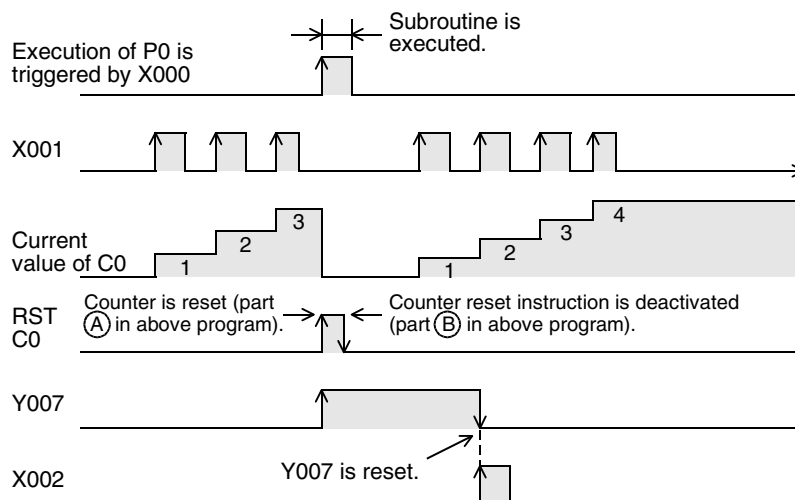 Subroutine is
executed.
Execution of P0 is
triggered by X000
X001
3
4
2
3
Current
value of C0
1
1
2
Counter is reset (part
Ⓐ in above program).
Counter reset instruction is deactivated
(part Ⓑ in above program).
RST
C0
Y007
Y007 is reset.
X002